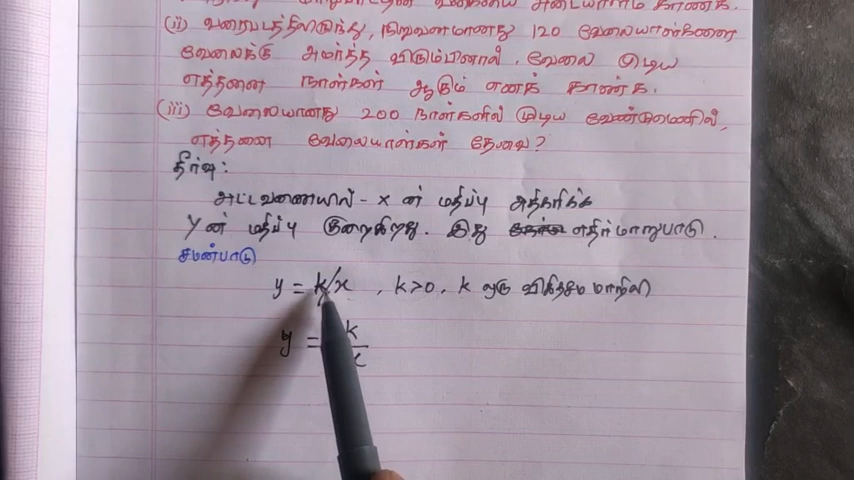 (ii) வரைபடத்திலிருந்து, நிறுவனமானது 120 வேலையாள்களை
வேலைக்கு அமர்த்த விரும்பினால், வேலை முடிய
எத்தனை நாள்கள் ஆகும் எனக் காண்க.
(iii) வேலையானது 200 நாள்களில் முடிய வேண்டுமெனில்,
எத்தனை வேலையாள்கள் தேவை?
தீர்வு:
அட்டவணையில் - x ன் மதிப்பு அதிகரிக்க
y ன் மதிப்பு குறைகிறது. இது எதிர்மாறுபாடு.
சமன்பாடு
y = k/x , k>0, k ஒரு விகிதசம மாறிலி
y = k
x